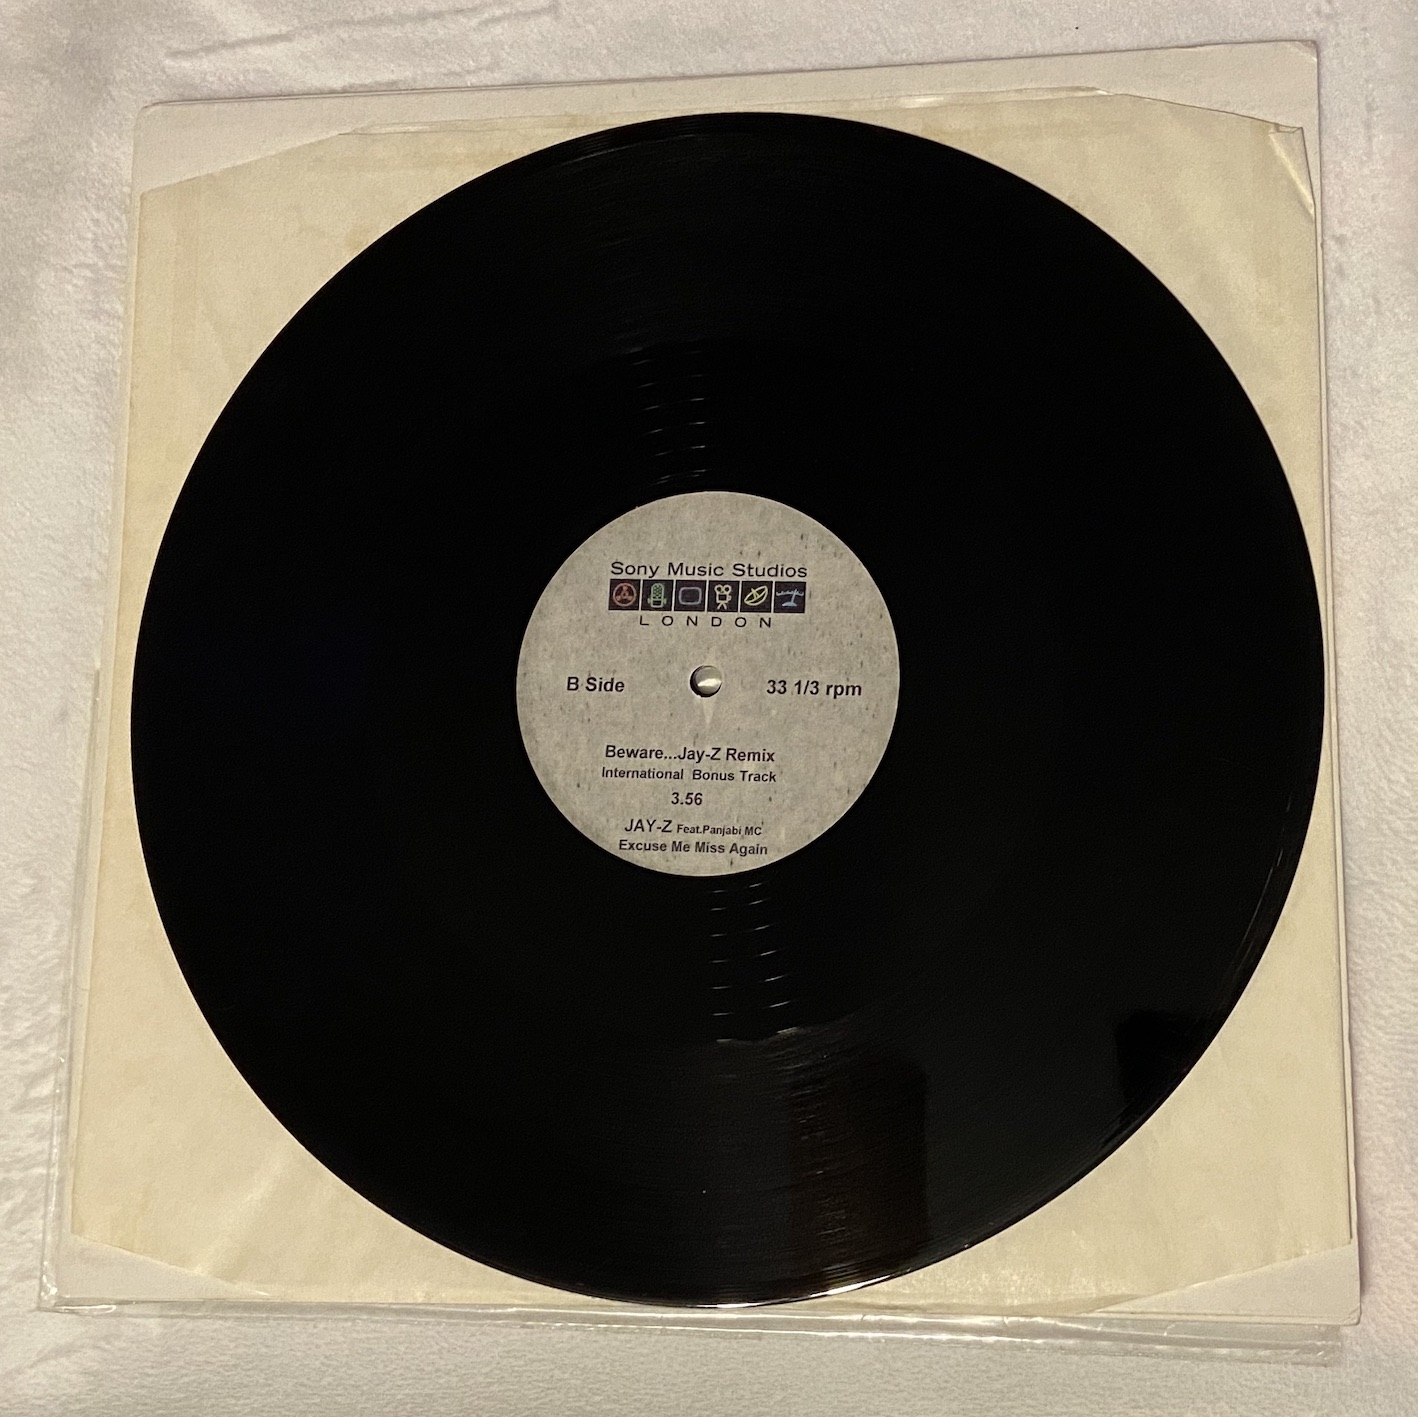 Sony Music Studios
LONDON
B Side 33 1/3 rpm
Beware...Jay-Z Remix
International Bonus Track
3.56
JAY-Z Feat.Panjabi MC
Excuse Me Miss Again